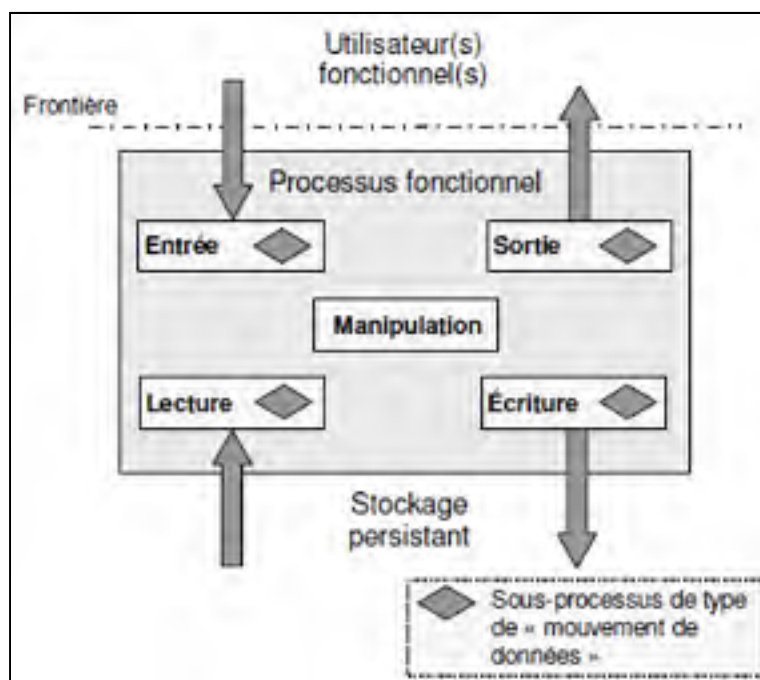 Utilisateur(s)
fonctionnel(s)
Frontière
Processus fonctionnel
Entrée
Sortie
Manipulation
Lecture
Écriture
Stockage
persistant
Sous-processus de type
de « mouvement de
données »